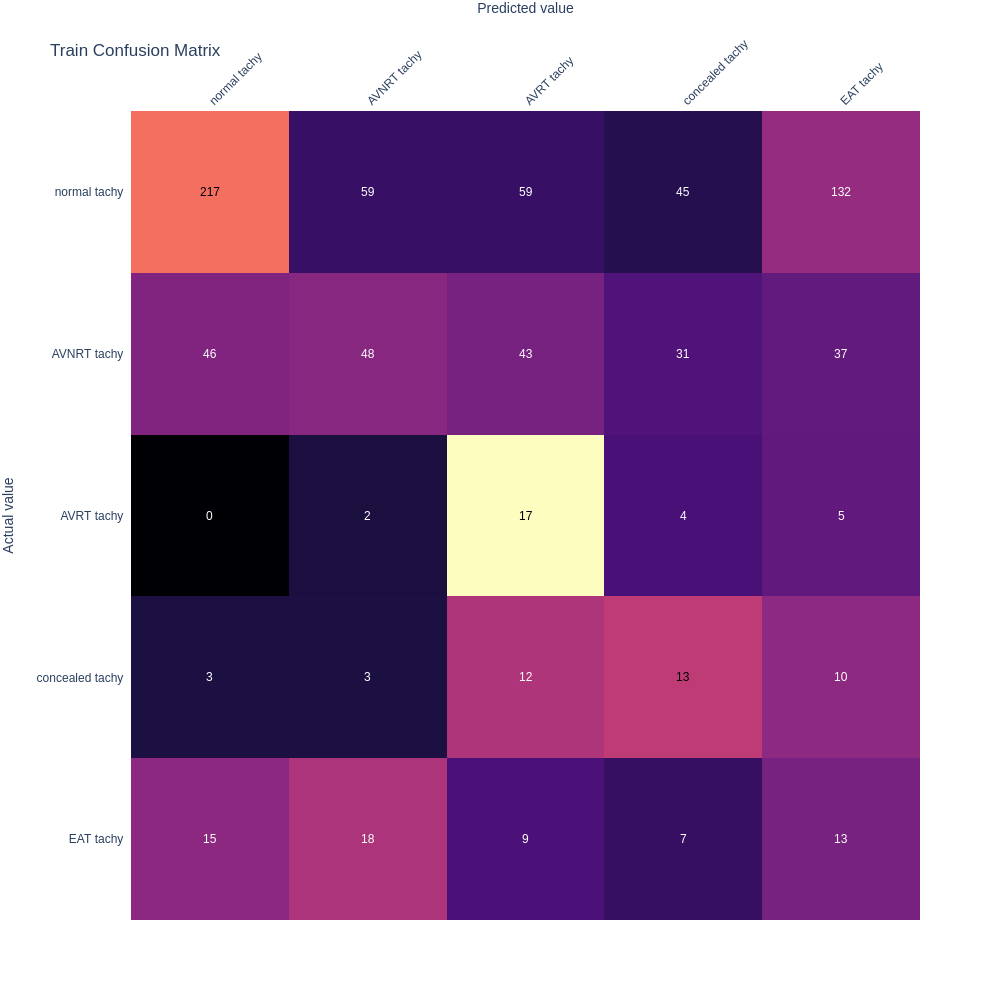 Predicted value
Train Confusion Matrix
normal tachy AVNRT tachy AVRT tachy concealed tachy EAT tachy
normal tachy 217 59 59 45 132
AVNRT tachy 46 48 43 31 37
AVRT tachy 0 2 17 4 5
concealed tachy 3 3 12 13 10
EAT tachy 15 18 9 7 13
Actual value